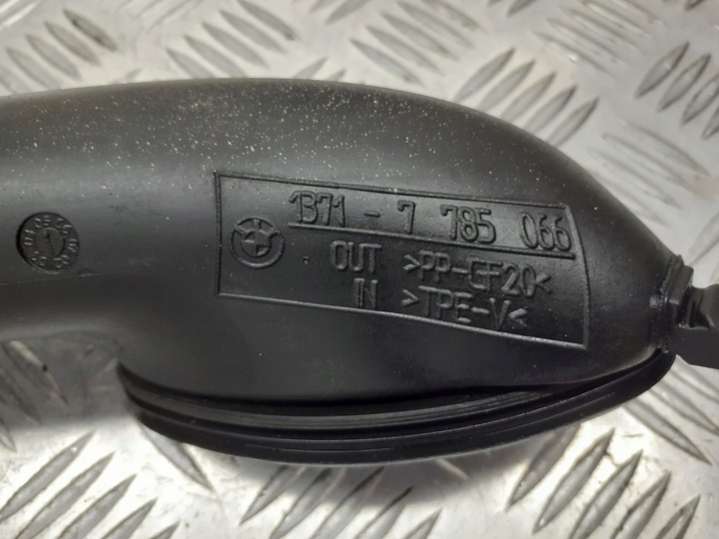 1371 - 7 785 066
OUT >PP-GF20<
IN >TPE-V<